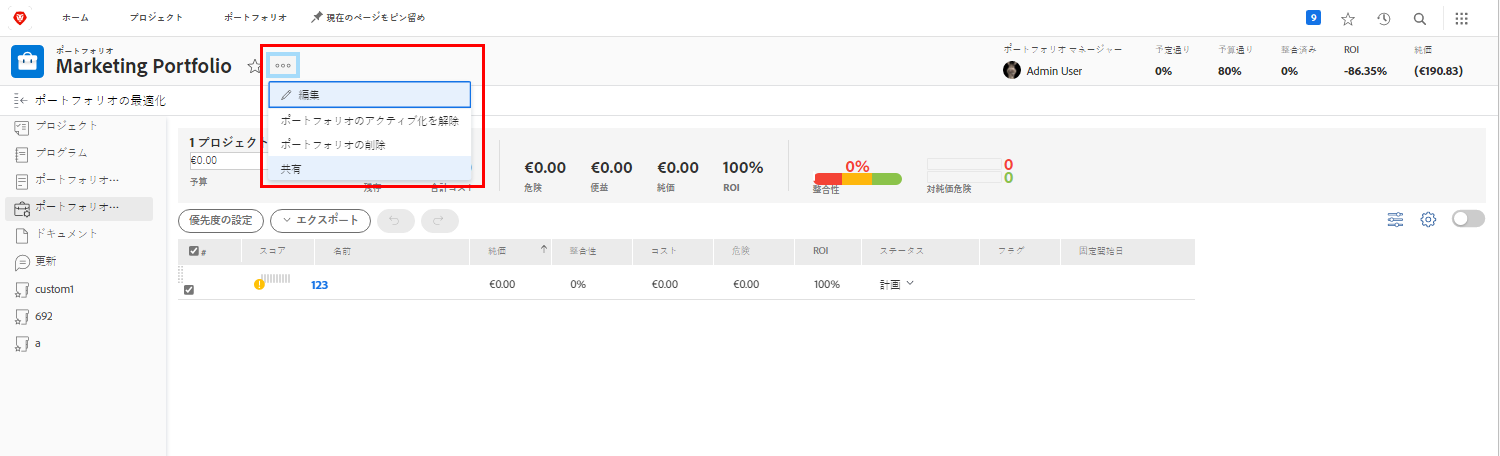 ホーム プロジェクト ポートフォリオ 現在のページをピン留め 9
ポートフォリオ
Marketing Portfolio
ポートフォリオ マネージャー 予定通り 予算通り 整合済み ROI 純価
Admin User 0% 80% 0% -86.35% (€190.83)
編集
ポートフォリオのアクティブ化を解除
ポートフォリオの削除
共有
ポートフォリオの最適化
プロジェクト
プログラム
ポートフォリオ…
ポートフォリオ…
ドキュメント
更新
custom1
692
a
1 プロジェクト
€0.00
予算 残存 合計コスト
€0.00 €0.00 €0.00 100%
危険 便益 純価 ROI
0%
整合性
0
0
対純価危険
優先度の設定 エクスポート
# スコア 名前 純価 整合性 コスト 危険 ROI ステータス フラグ 固定開始日
123 €0.00 0% €0.00 €0.00 100% 計画